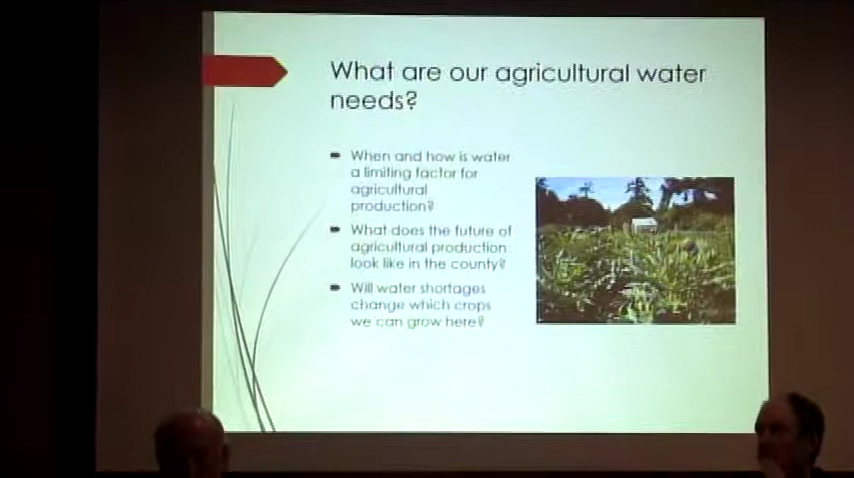 What are our agricultural water
needs?
When and how is water
a limiting factor for
agricultural
production?
What does the future of
agricultural production
look like in the county?
Will water shortages
change which crops
we can grow here?